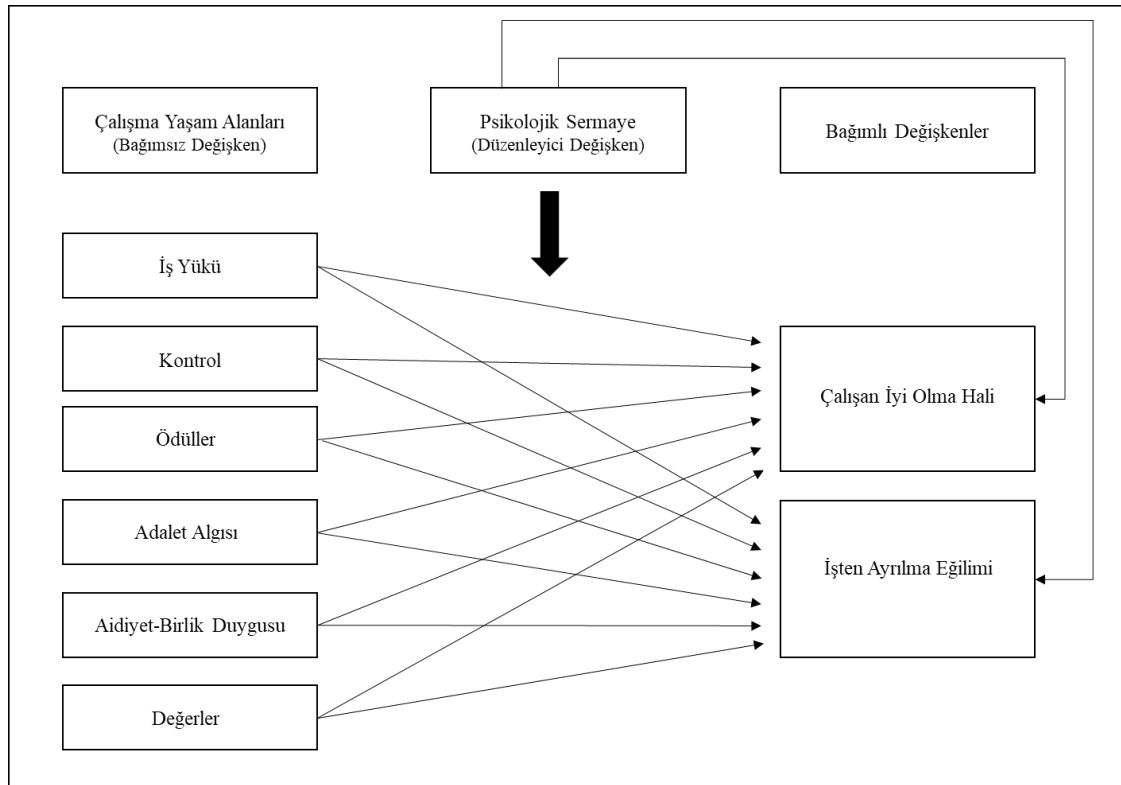 Çalışma Yaşam Alanları
(Bağımsız Değişken)
Psikolojik Sermaye
(Düzenleyici Değişken)
Bağımlı Değişkenler
İş Yükü
Kontrol
Ödüller
Adalet Algısı
Aidiyet-Birlik Duygusu
Değerler
Çalışan İyi Olma Hali
İşten Ayrılma Eğilimi